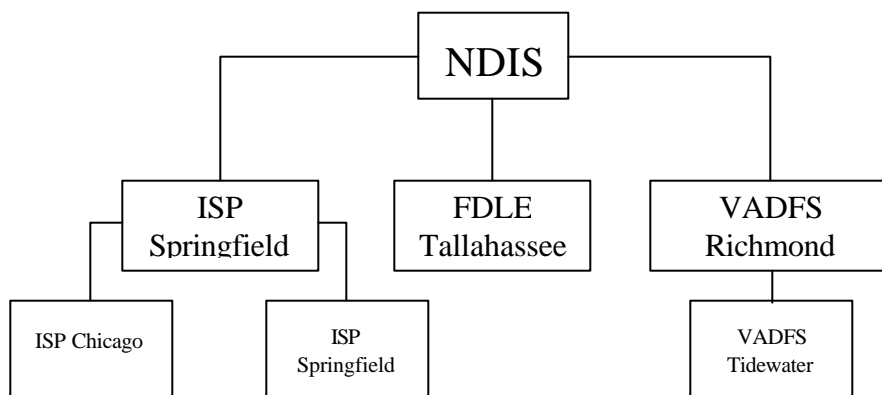 NDIS
ISP
Springfield
FDLE
Tallahassee
VADFS
Richmond
ISP Chicago
ISP
Springfield
VADFS
Tidewater